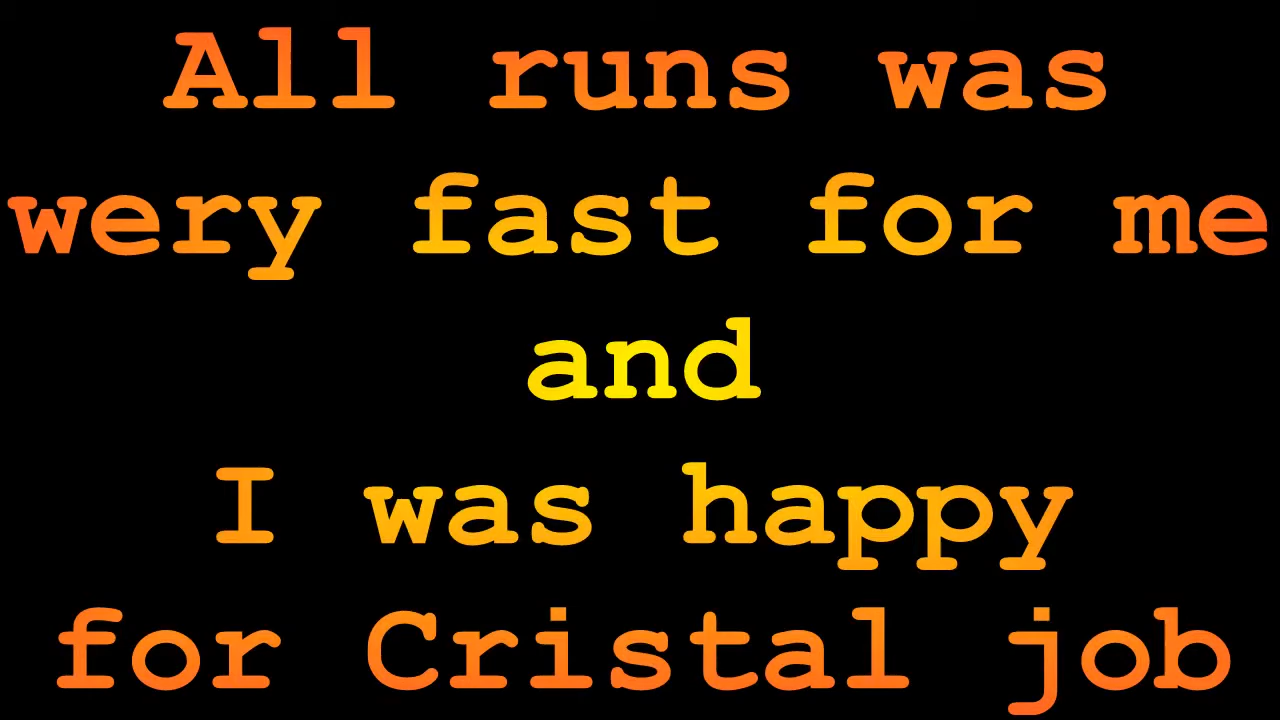 All runs was
wery fast for me
and
I was happy
for Cristal job